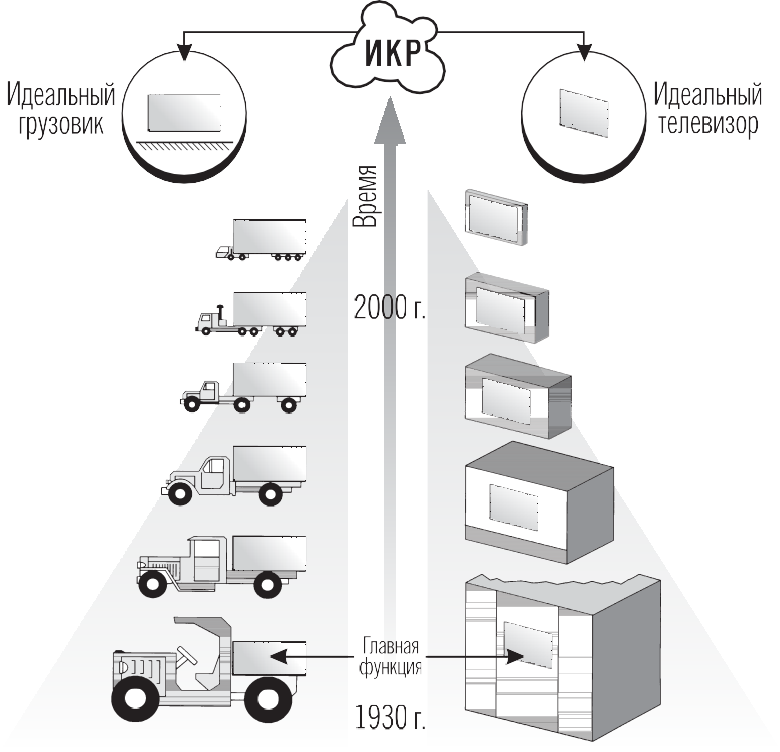 ИКР
Идеальный
грузовик
Идеальный
телевизор
Время
2000 г.
Главная
функция
1930 г.